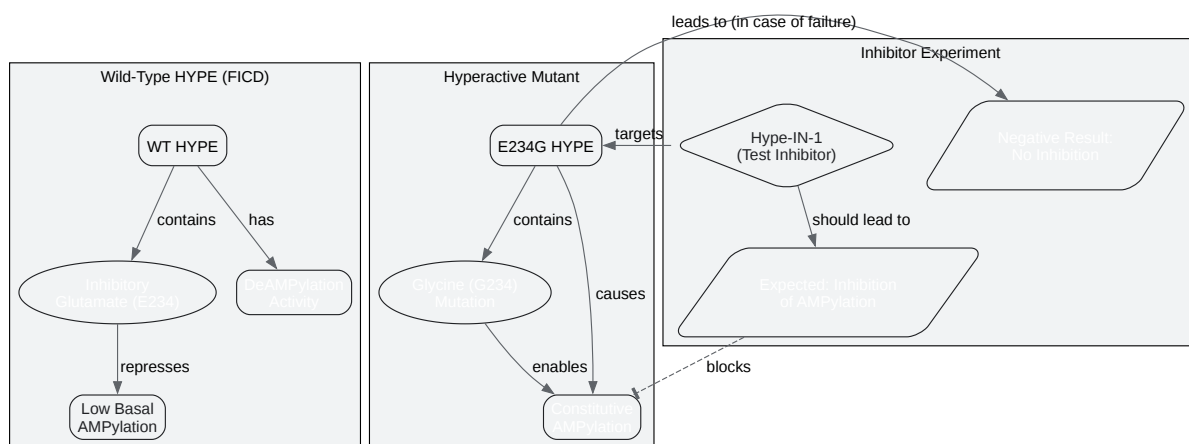 leads to (in case of failure)
Wild-Type HYPE (FICD)
Hyperactive Mutant
Inhibitor Experiment
WT HYPE
E234G HYPE
targets
Hype-IN-1
(Test Inhibitor)
Negative Result:
No Inhibition
contains
has
contains
should lead to
Inhibitory
Glutamate (E234)
DeAMPylation
Activity
Glycine (G234)
Mutation
causes
Expected: Inhibition
of AMPylation
represses
enables
blocks
Low Basal
AMPylation
Constitutive
AMPylation